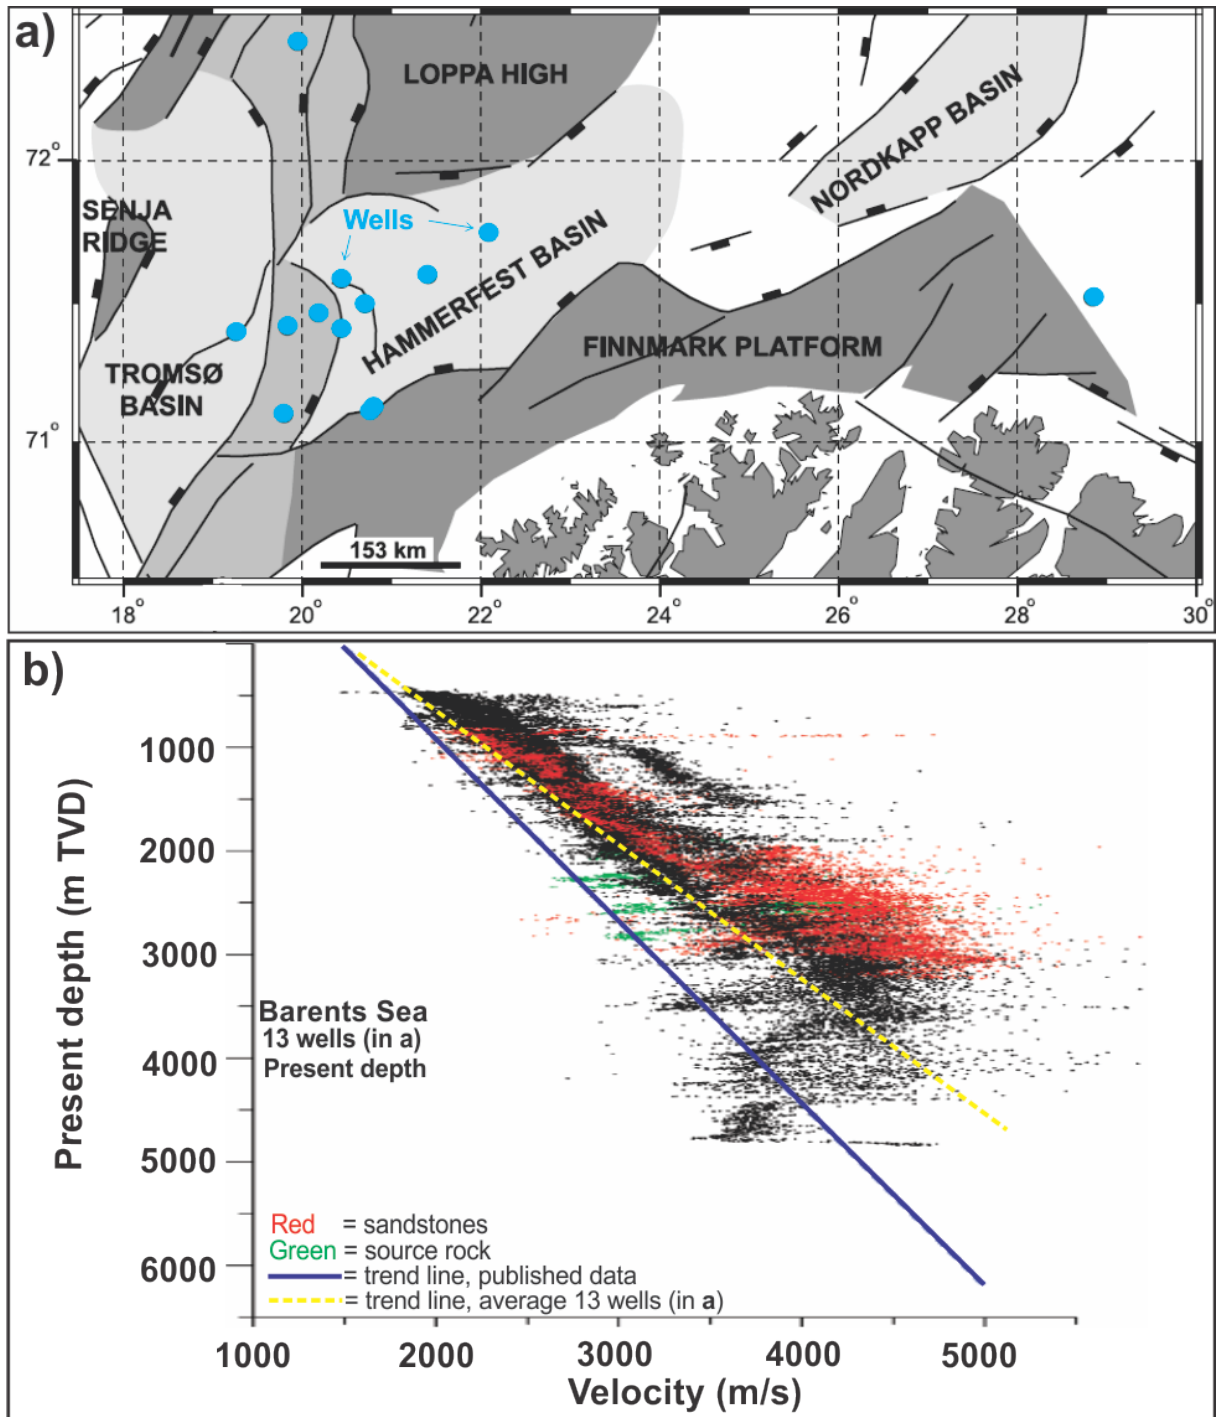 a)
LOPPA HIGH
NORDKAPP BASIN
72°
SENJA
RIDGE
Wells
HAMMERFEST BASIN
FINNMARK PLATFORM
TROMSØ
BASIN
71°
153 km
18° 20° 22° 24° 26° 28° 30°
b)
1000
2000
3000
4000
5000
6000
Present depth (m TVD)
Barents Sea
13 wells (in a)
Present depth
Red = sandstones
Green = source rock
= trend line, published data
= trend line, average 13 wells (in a)
1000 2000 3000 4000 5000
Velocity (m/s)